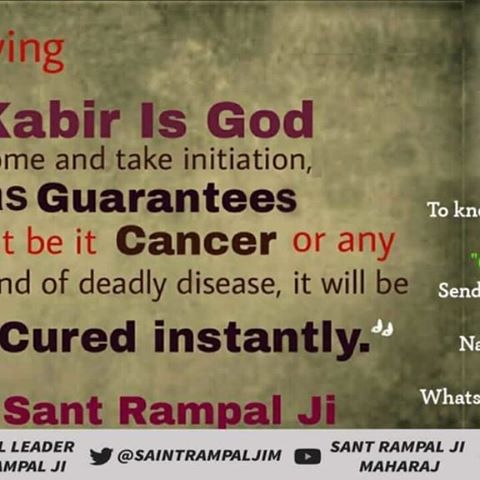 ving
Kabir Is God
ome and take initiation,
us Guarantees
t be it Cancer or any
nd of deadly disease, it will be
Cured instantly.”
Sant Rampal Ji
To kno
Send
Na
Whats
L LEADER
AMPAL JI
@SAINTRAMPALJIM
SANT RAMPAL JI
MAHARAJ